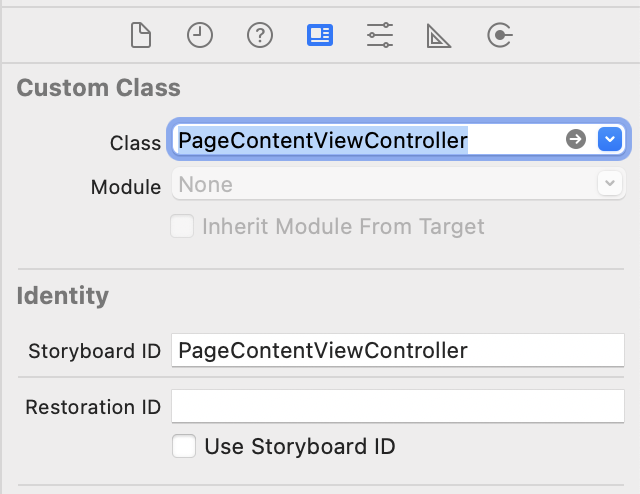 Custom Class
Class PageContentViewController
Module None
Inherit Module From Target
Identity
Storyboard ID PageContentViewController
Restoration ID
Use Storyboard ID